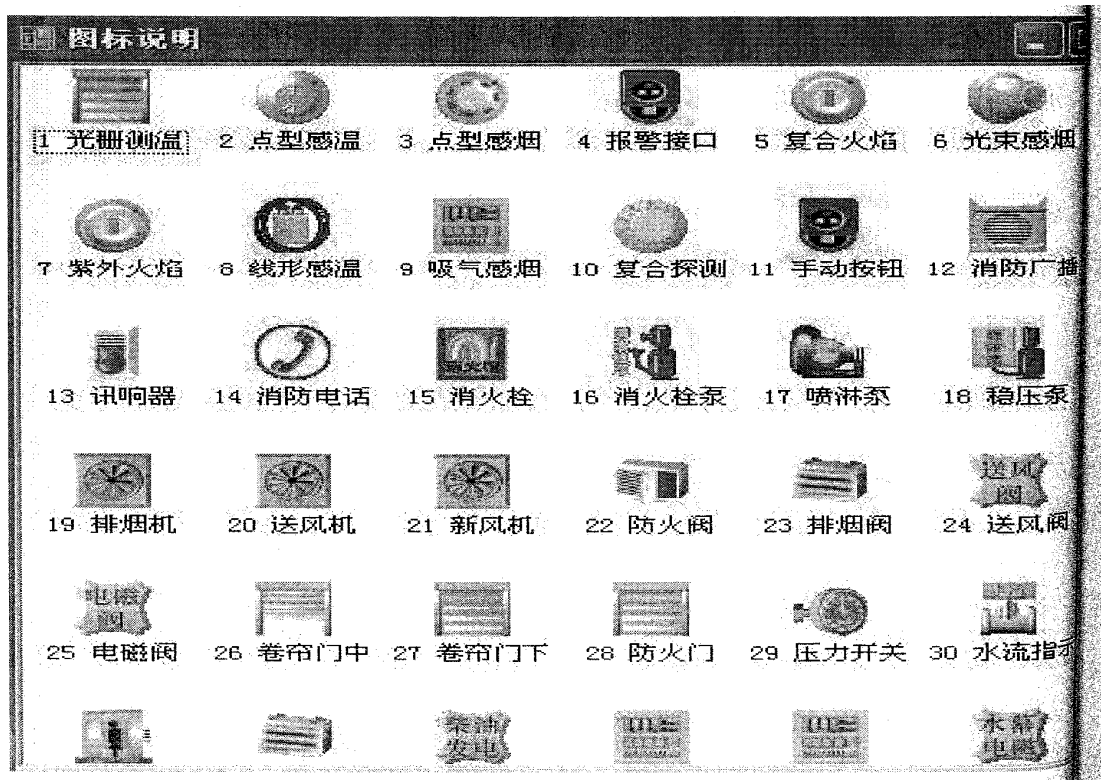 图标说明
1 光栅测温 2 点型感温 3 点型感烟 4 报警接口 5 复合火焰 6 光束感烟
7 紫外火焰 8 线形感温 9 吸气感烟 10 复合探测 11 手动按钮 12 消防广播
13 讯响器 14 消防电话 15 消火栓 16 消火栓泵 17 喷淋泵 18 稳压泵
送风
阀
19 排烟机 20 送风机 21 新风机 22 防火阀 23 排烟阀 24 送风阀
电磁
阀
25 电磁阀 26 卷帘门中 27 卷帘门下 28 防火门 29 压力开关 30 水流指示
柴油 水幕
发电 电磁